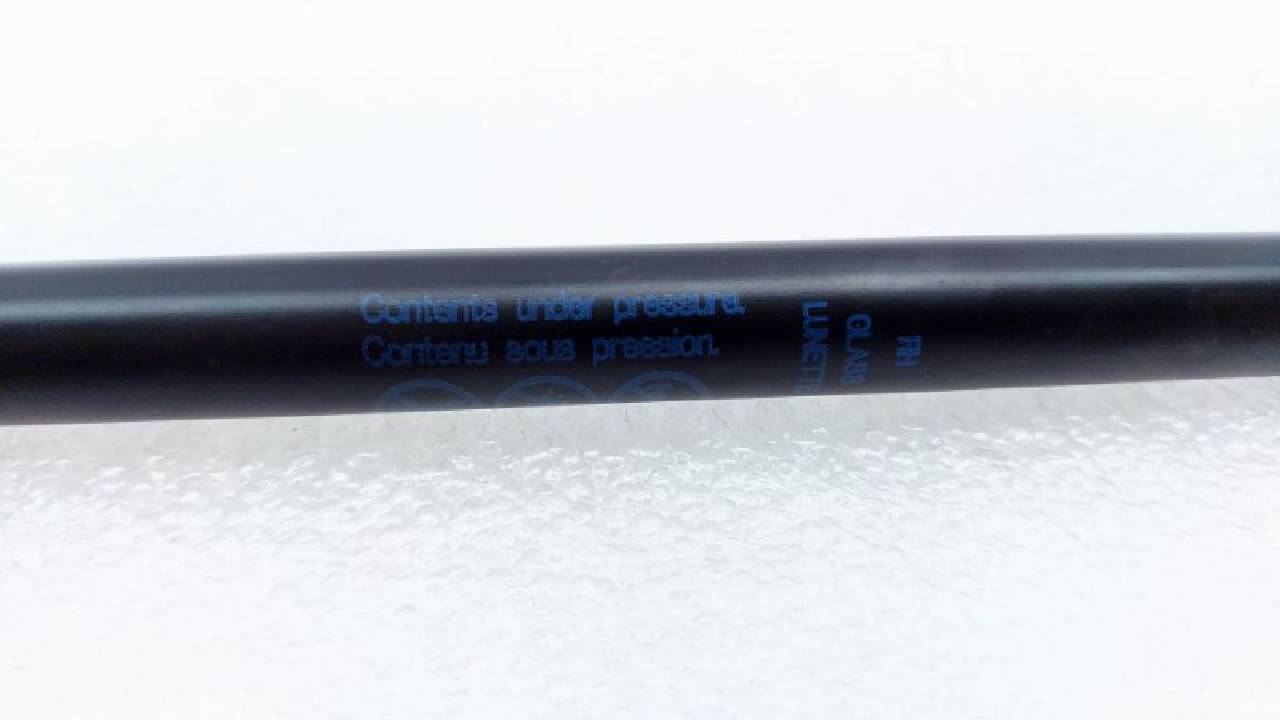 Contents under pressure.
Contenu sous pression.
RH
GLASS
LUNETTE